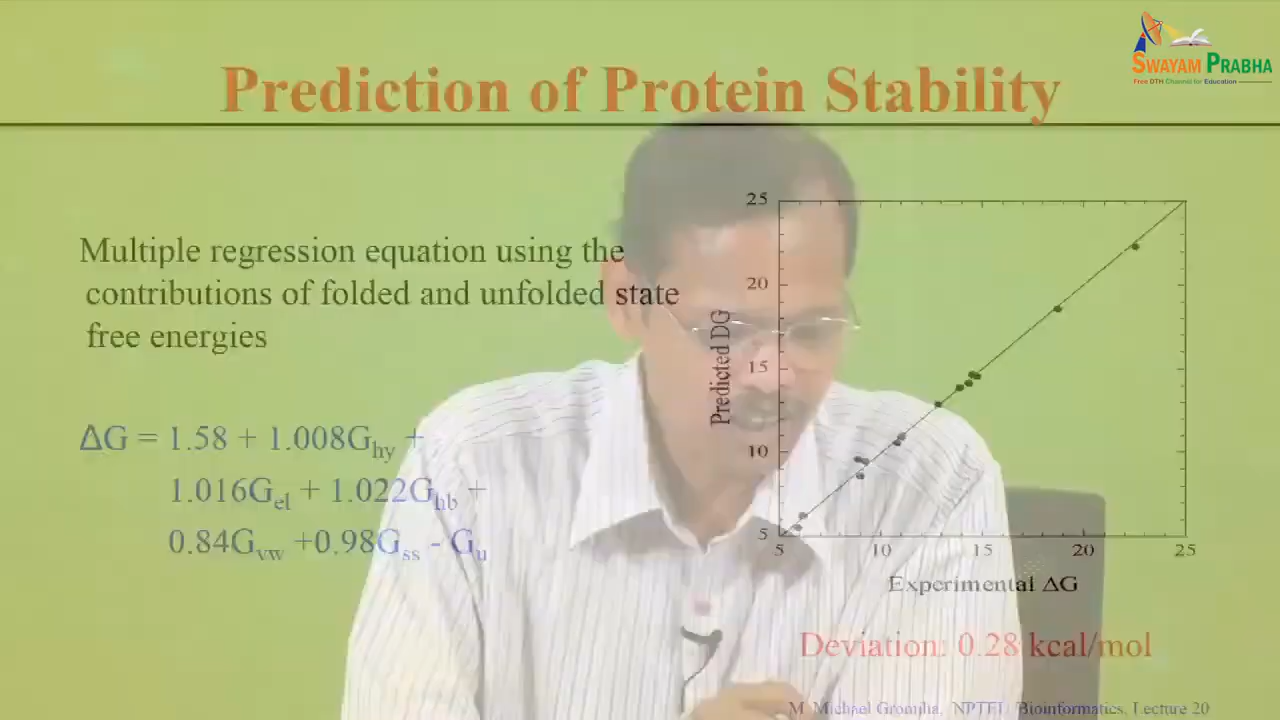 SWAYAM PRABHA
Free DTH Channel for Education
Prediction of Protein Stability
Multiple regression equation using the
contributions of folded and unfolded state
free energies
ΔG = 1.58 + 1.008Ghy +
1.016Gel + 1.022Ghb +
0.84Gvw +0.98Gss - Gu
25
20
15
10
5
Predicted DG
5 10 15 20 25
Experimental ΔG
Deviation: 0.28 kcal/mol
M. Michael Gromiha, NPTEL, Bioinformatics, Lecture 20